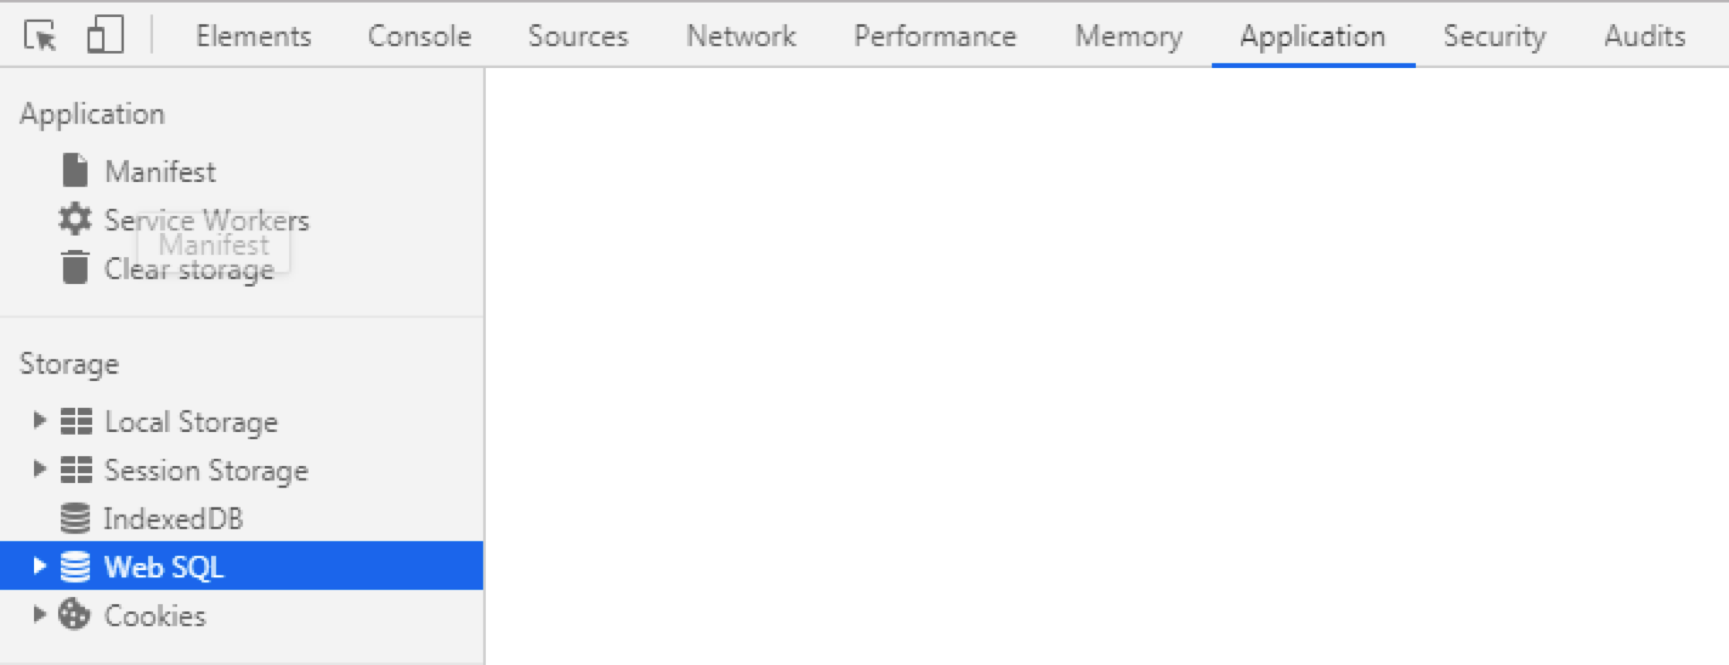 Elements Console Sources Network Performance Memory Application Security Audits
Application
Manifest
Service Workers
Manifest
Clear storage
Storage
Local Storage
Session Storage
IndexedDB
Web SQL
Cookies